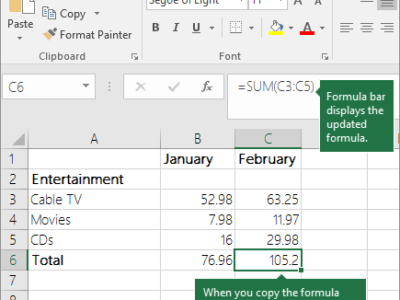 Segoe UI Light
11
Copy
Paste
Format Painter
B I U
A
Clipboard
Font
C6
fx
=SUM(C3:C5)
Formula bar
displays the
updated
formula.
A B C
1 January February
2 Entertainment
3 Cable TV 52.98 63.25
4 Movies 7.98 11.97
5 CDs 16 29.98
6 Total 76.96 105.2
7
8
When you copy the formula